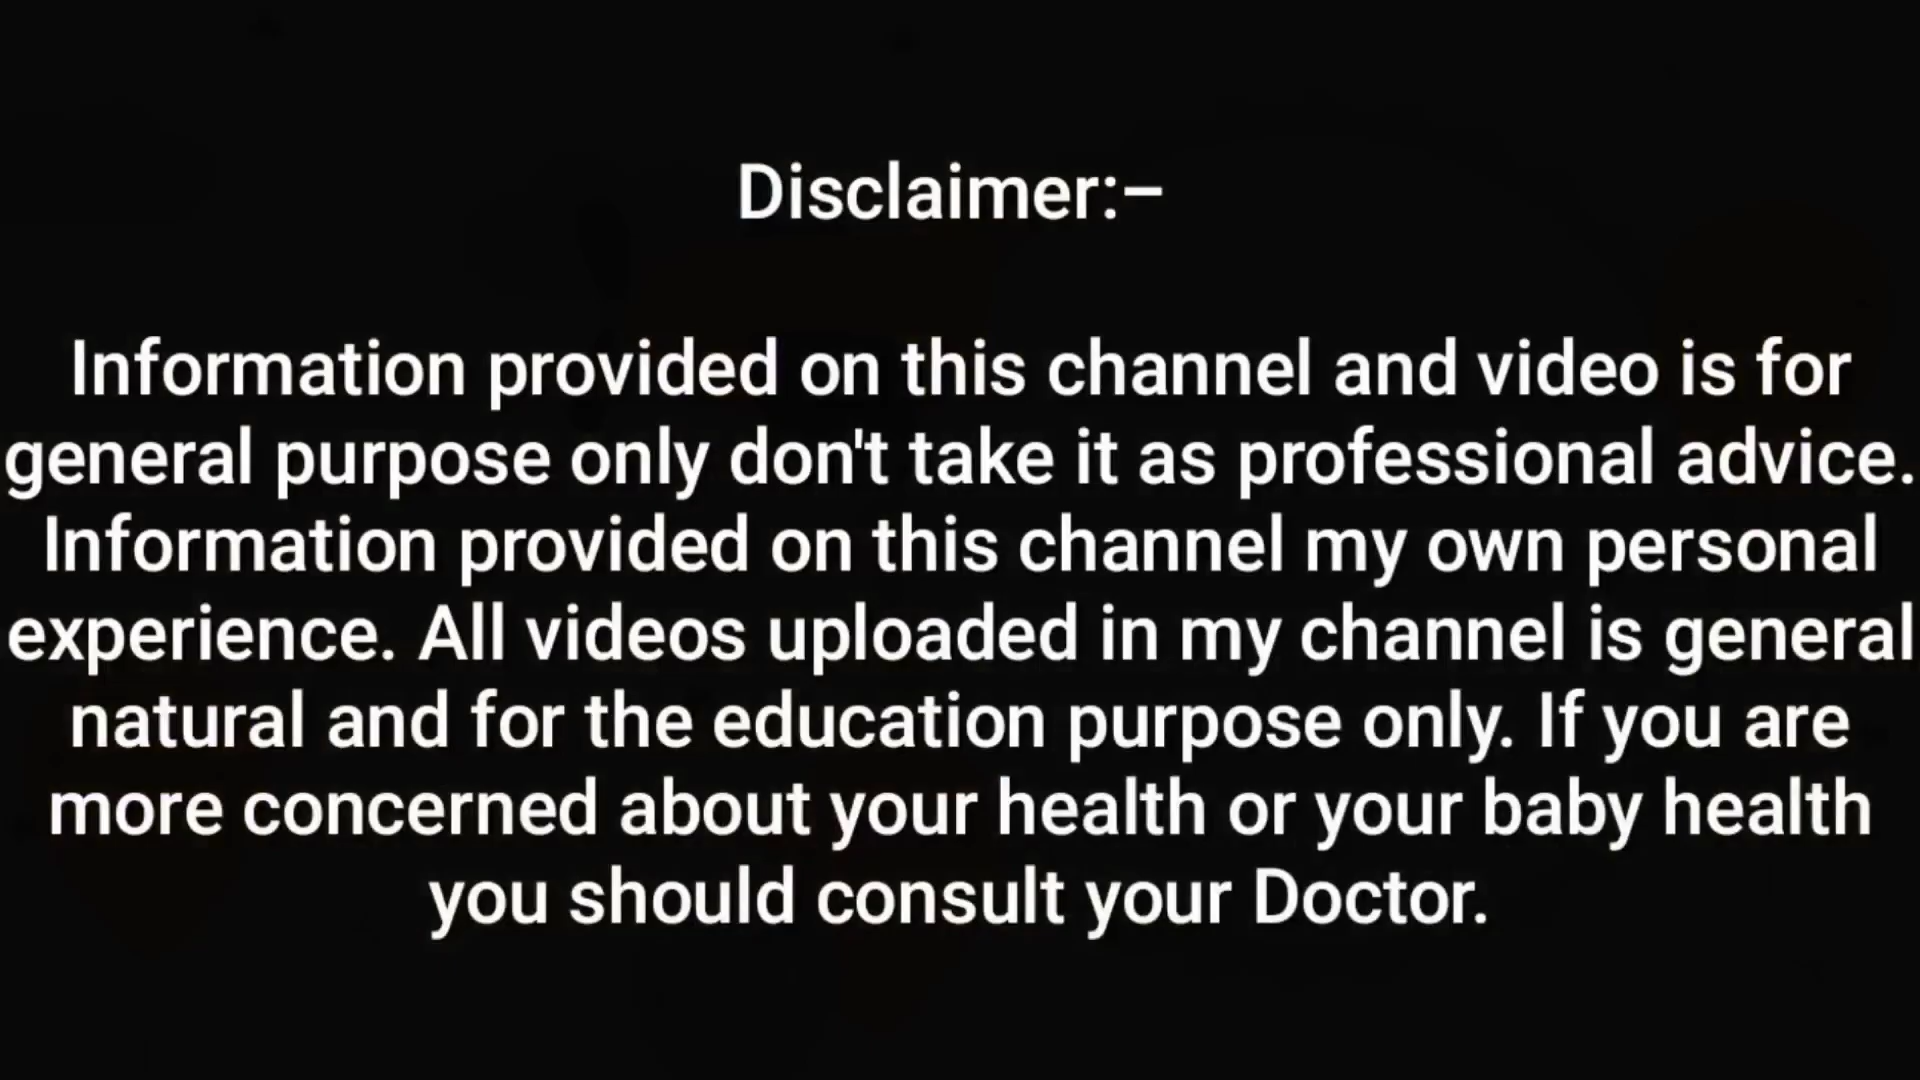 Disclaimer:–
Information provided on this channel and video is for
general purpose only don't take it as professional advice.
Information provided on this channel my own personal
experience. All videos uploaded in my channel is general
natural and for the education purpose only. If you are
more concerned about your health or your baby health
you should consult your Doctor.